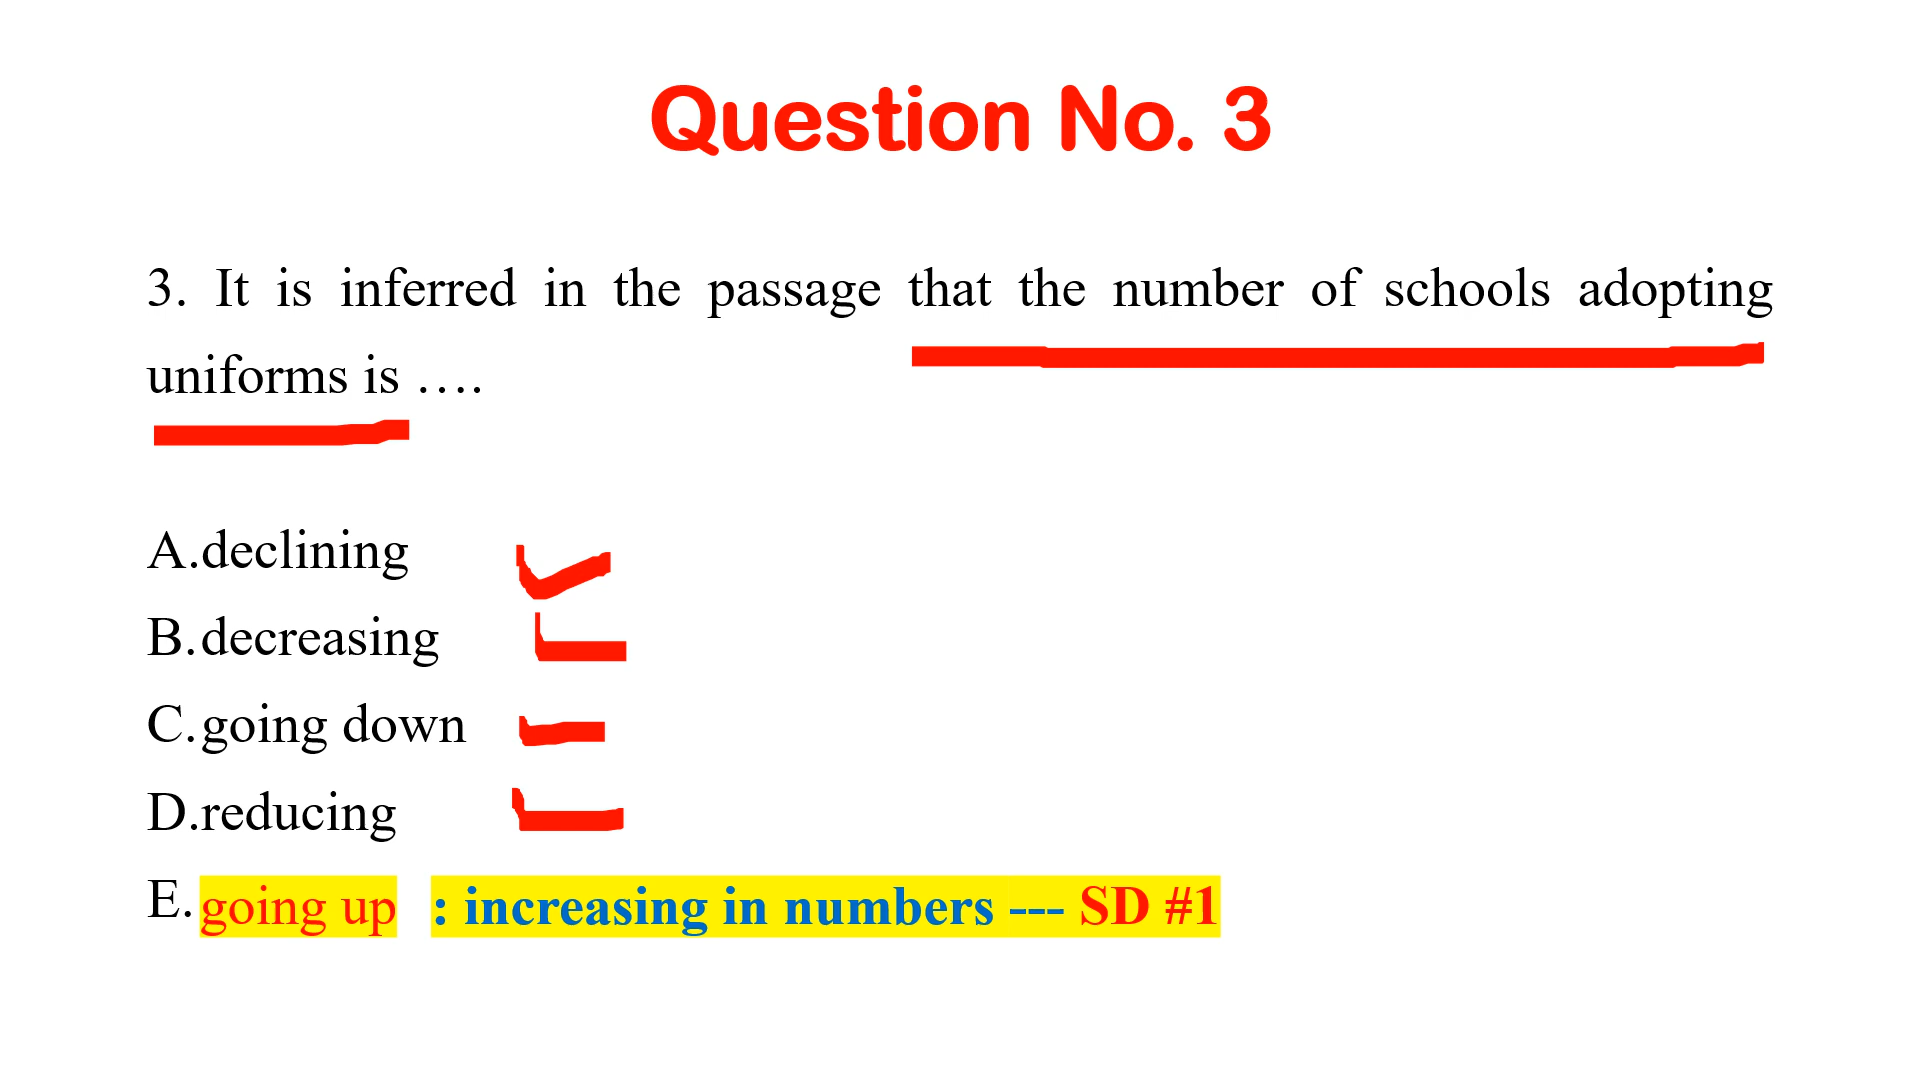 Question No. 3
3. It is inferred in the passage that the number of schools adopting
uniforms is ….
A.declining
B.decreasing
C.going down
D.reducing
E.going up : increasing in numbers --- SD #1